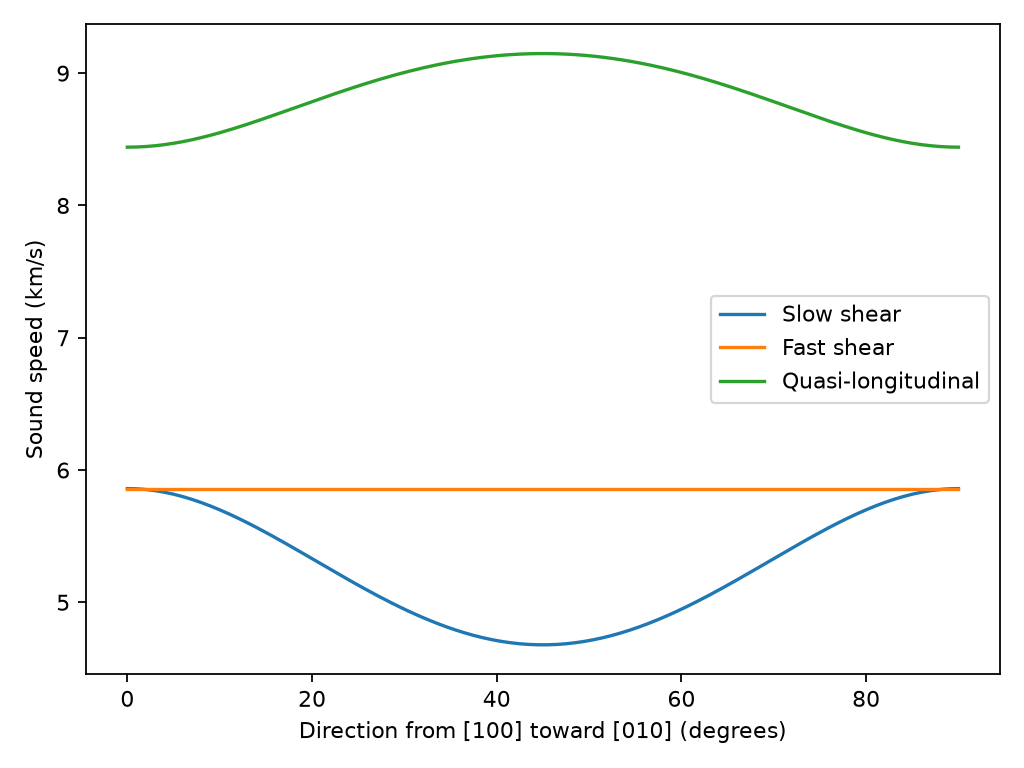 9
8
7
6
5
Sound speed (km/s)
Slow shear
Fast shear
Quasi-longitudinal
0
20
40
60
80
Direction from [100] toward [010] (degrees)